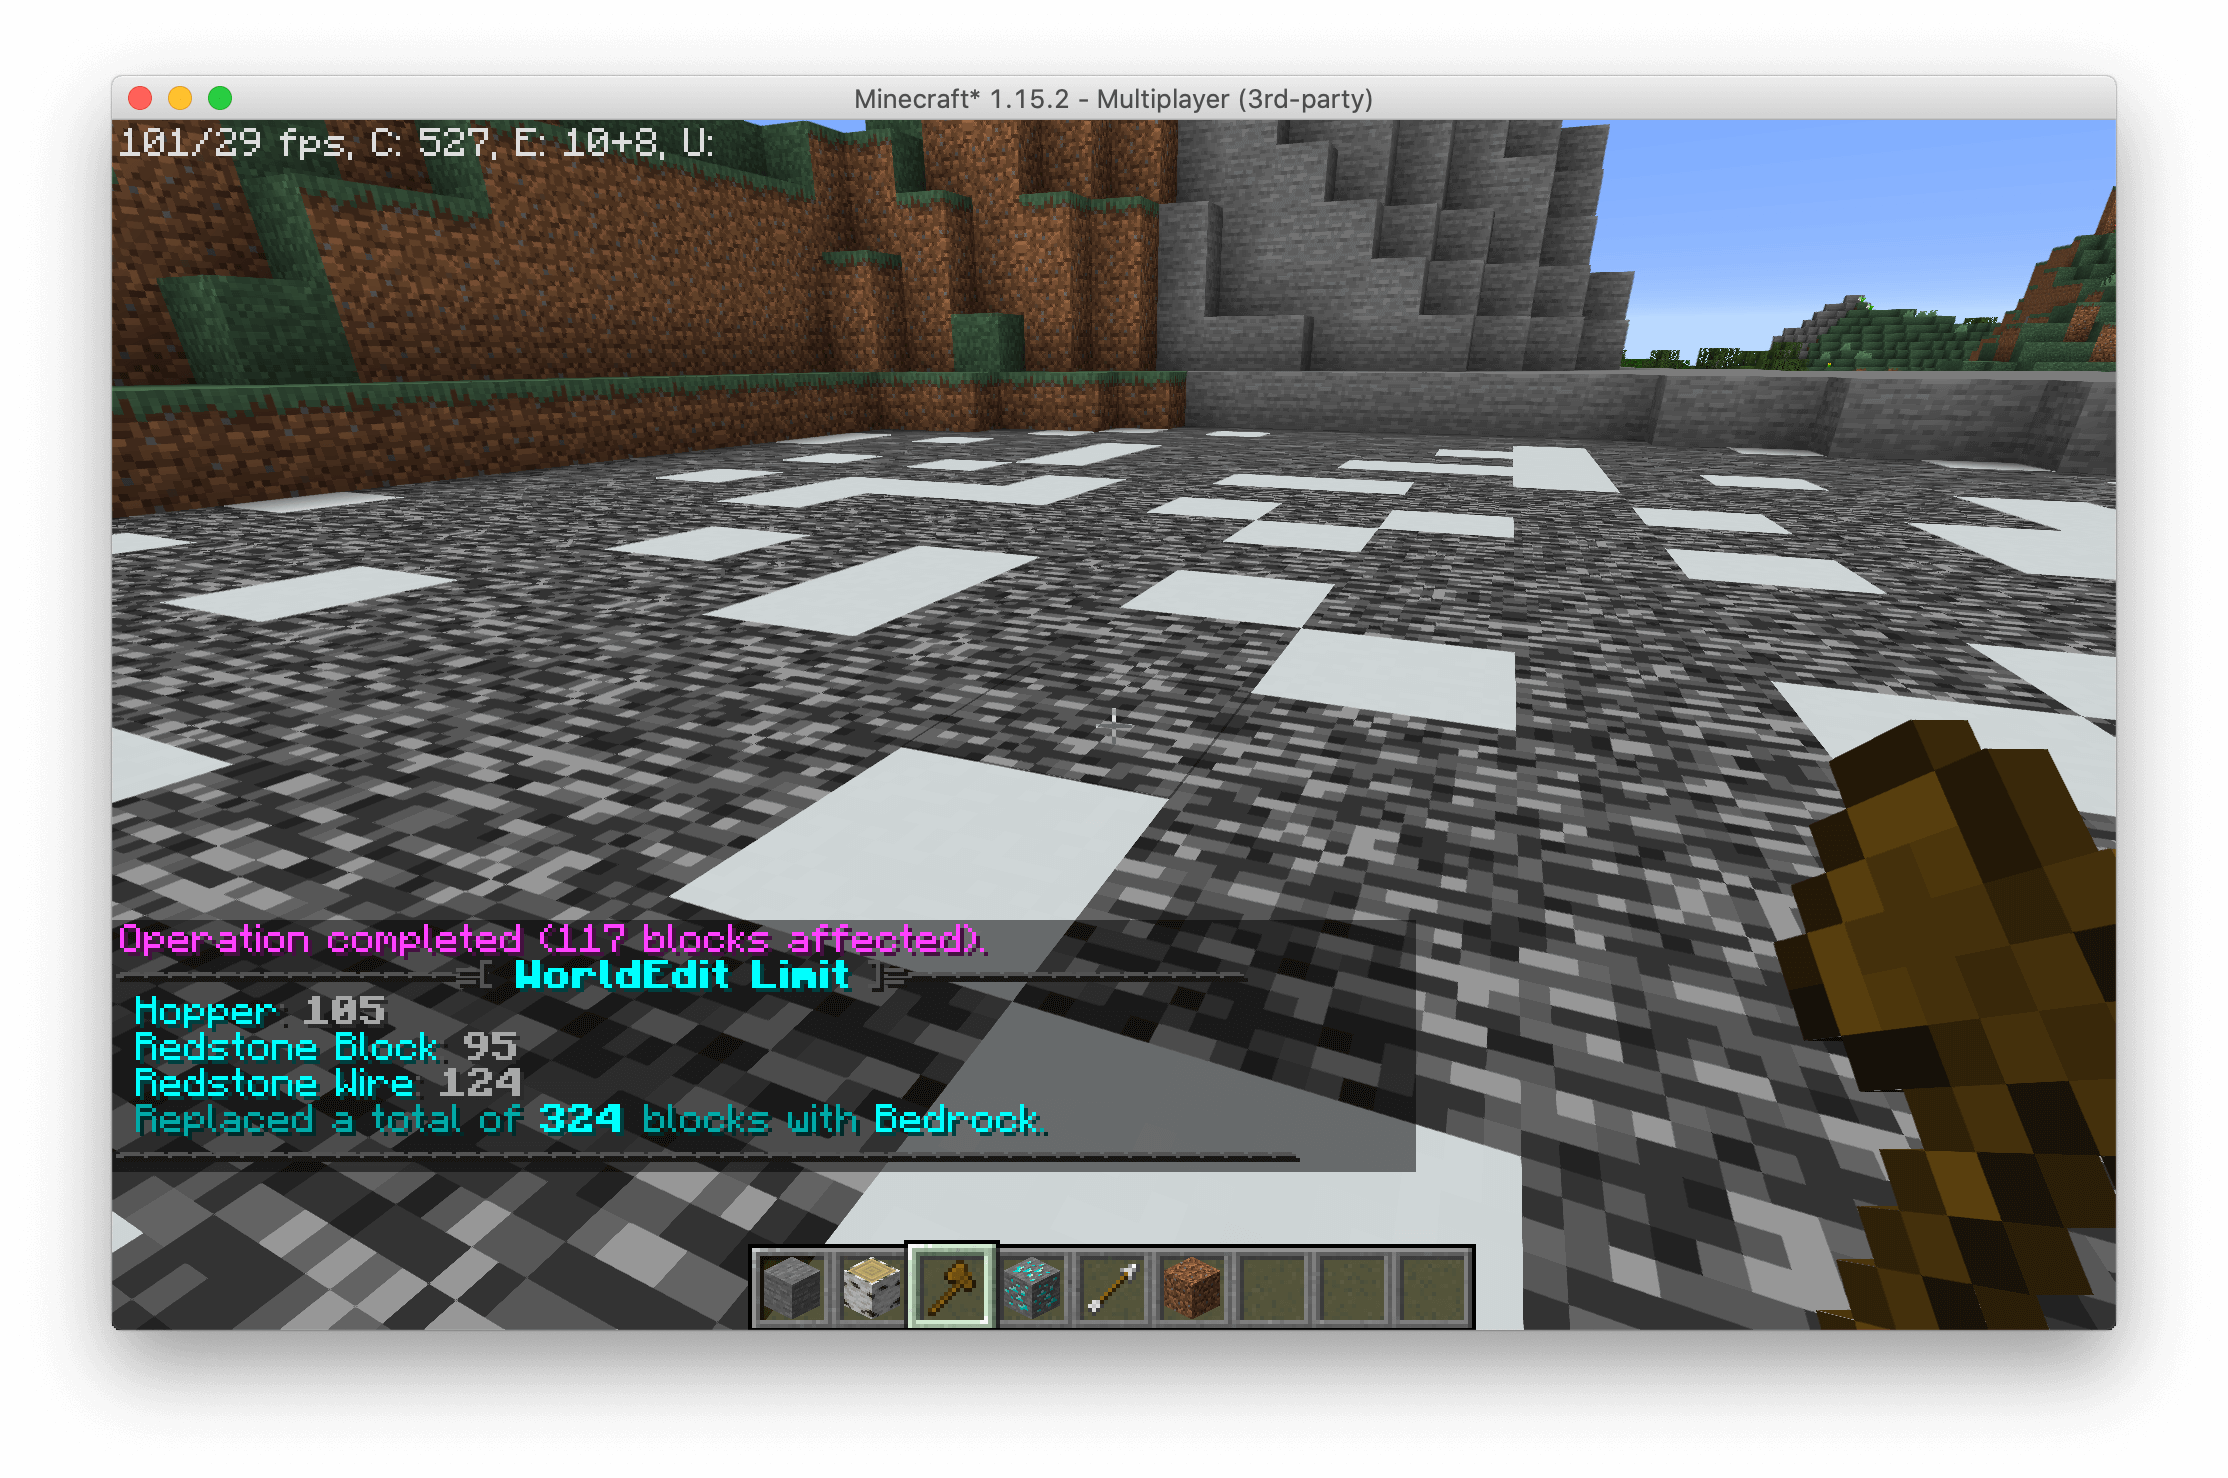 Minecraft* 1.15.2 - Multiplayer (3rd-party)
101/29 fps, C: 527, E: 10+8, U:
Operation completed (117 blocks affected).
[ WorldEdit Limit ]
Hopper: 105
Redstone Block: 95
Redstone Wire: 124
Replaced a total of 324 blocks with Bedrock.